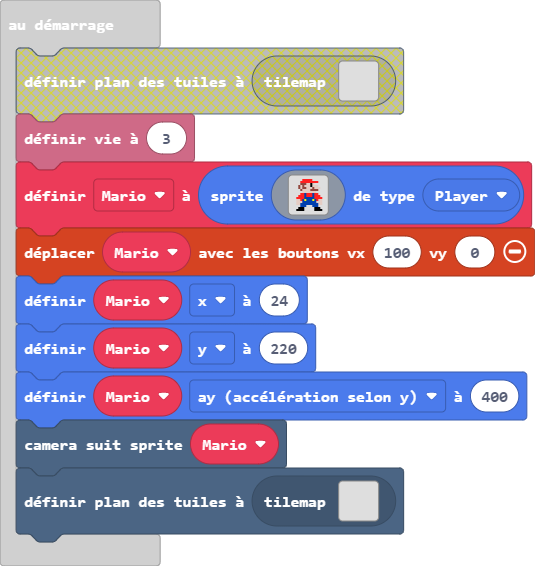 au démarrage
définir plan des tuiles à tilemap
définir vie à 3
définir Mario à sprite de type Player
déplacer Mario avec les boutons vx 100 vy 0
définir Mario x à 24
définir Mario y à 220
définir Mario ay (accélération selon y) à 400
camera suit sprite Mario
définir plan des tuiles à tilemap